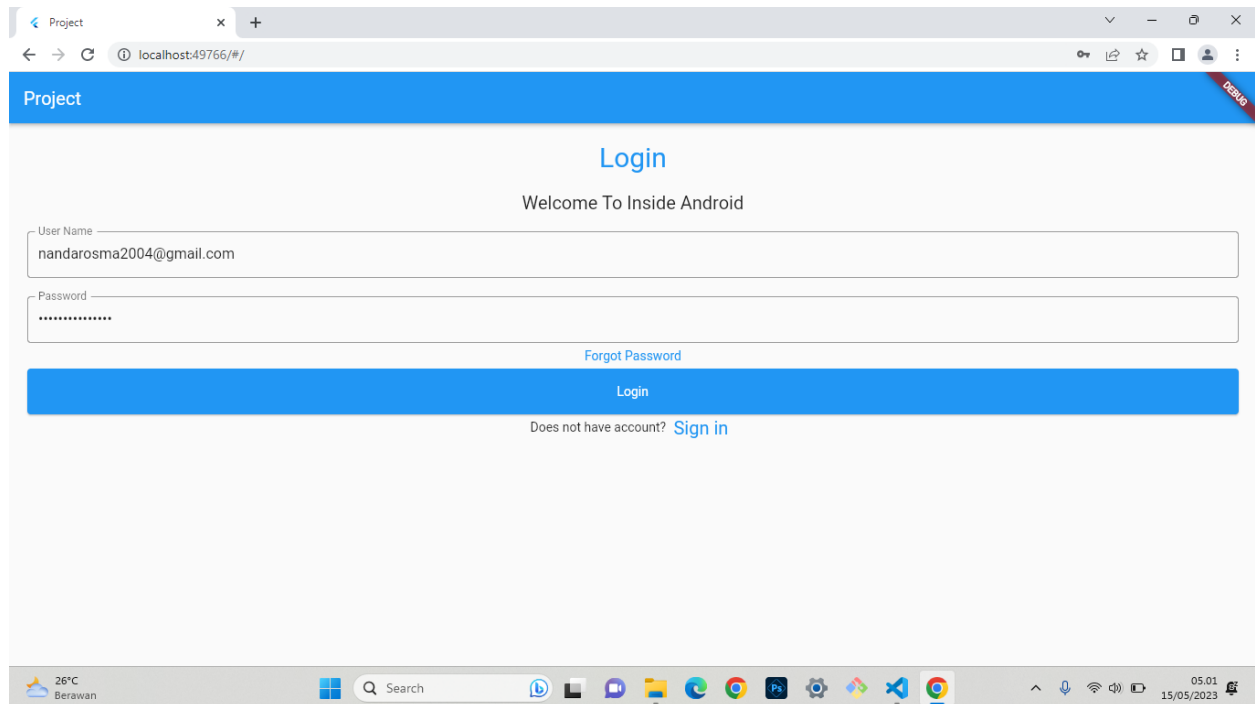 Project
localhost:49766/#/
Project
DEBUG
Login
Welcome To Inside Android
User Name
nandarosma2004@gmail.com
Password
•••••••••••••••
Forgot Password
Login
Does not have account? Sign in
26°C
Berawan
Search
Ps
05.01
15/05/2023